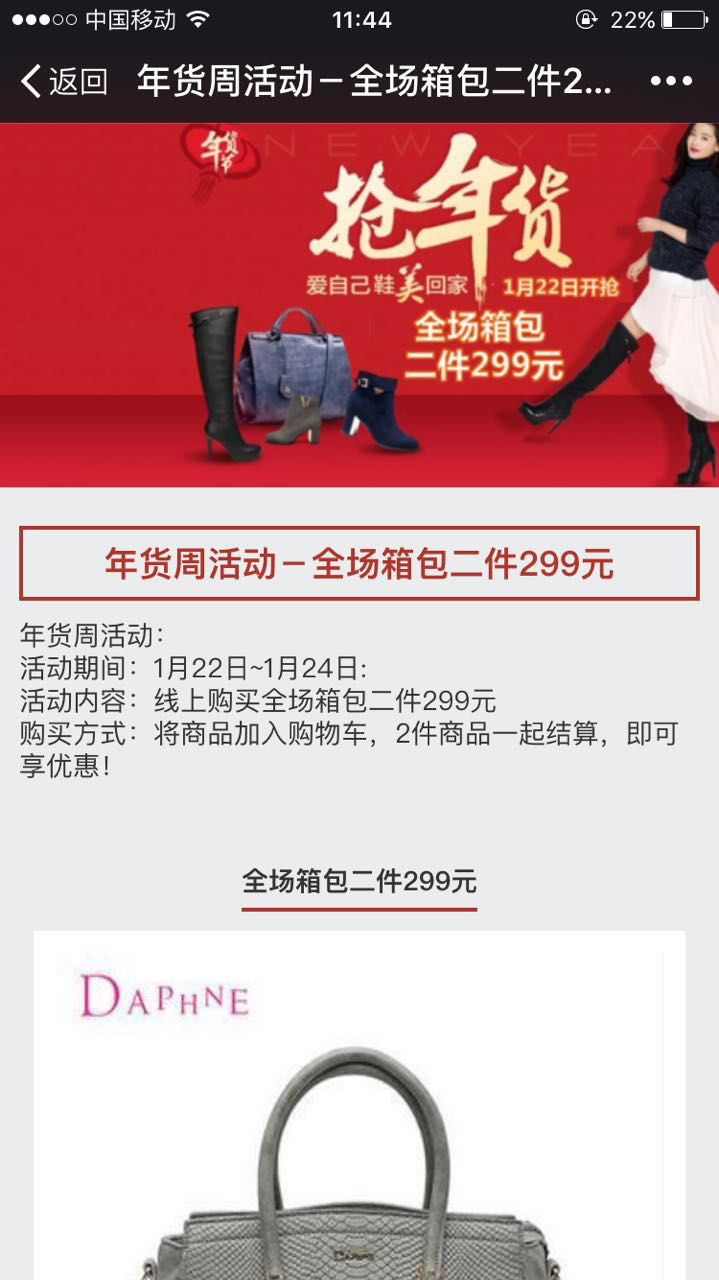 中国移动 11:44 22%
返回 年货周活动－全场箱包二件2...
年货节
NEW YEA
抢年货
爱自己鞋美回家 1月22日开抢
全场箱包
二件299元
年货周活动－全场箱包二件299元
年货周活动：
活动期间：1月22日~1月24日:
活动内容：线上购买全场箱包二件299元
购买方式：将商品加入购物车，2件商品一起结算，即可
享优惠！
全场箱包二件299元
DAPHNE